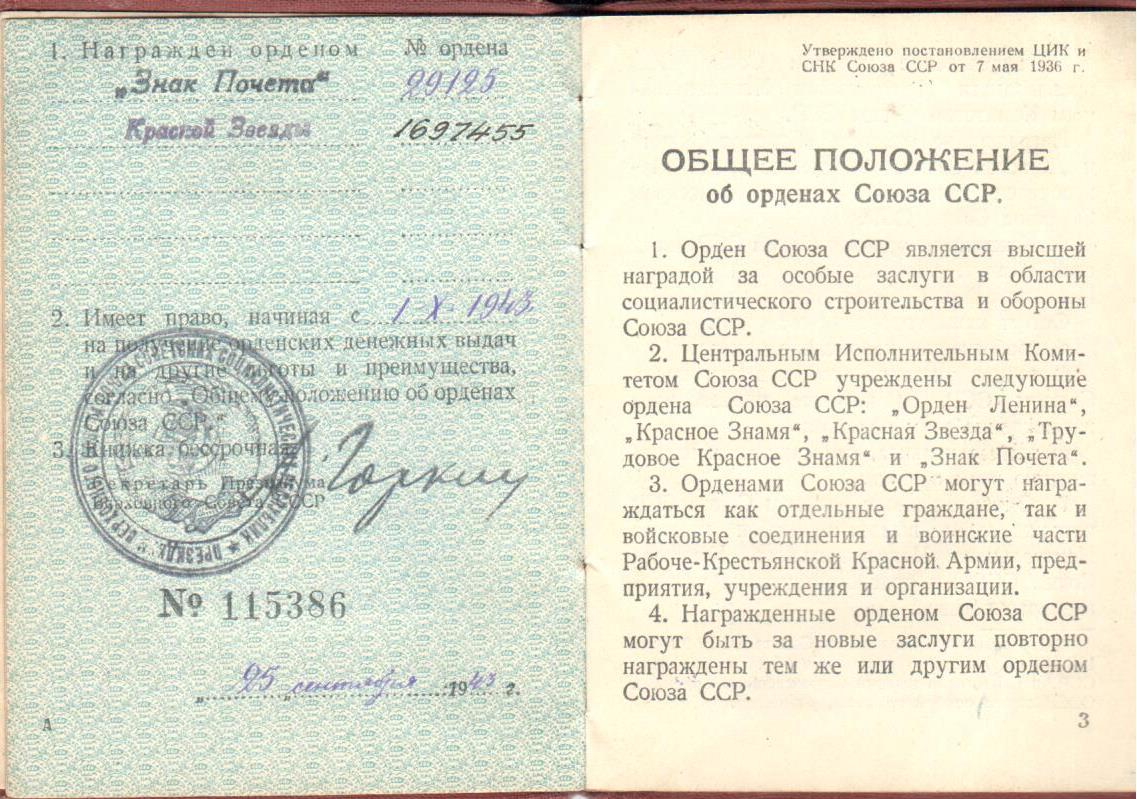 1. Награжден орденом № ордена
„Знак Почета“ 29125
Красной Звезды 1697455
2. Имеет право, начиная с 1 X-1943
на получение орденских денежных выдач
и на другие льготы и преимущества,
согласно „Общему положению об орденах
Союза ССР.“
3. Книжка бессрочная.
Секретарь Президиума
Верховного Совета СССР
Горкин
№ 115386
„25„ сентября 1943 г.
А
Утверждено постановлением ЦИК и
СНК Союза ССР от 7 мая 1936 г.
ОБЩЕЕ ПОЛОЖЕНИЕ
об орденах Союза ССР.
1. Орден Союза ССР является высшей
наградой за особые заслуги в области
социалистического строительства и обороны
Союза ССР.
2. Центральным Исполнительным Коми-
тетом Союза ССР учреждены следующие
ордена Союза ССР: „Орден Ленина“,
„Красное Знамя“, „Красная Звезда“, „Тру-
довое Красное Знамя“ и „Знак Почета“.
3. Орденами Союза ССР могут награ-
ждаться как отдельные граждане, так и
войсковые соединения и воинские части
Рабоче-Крестьянской Красной Армии, пред-
приятия, учреждения и организации.
4. Награжденные орденом Союза ССР
могут быть за новые заслуги повторно
награждены тем же или другим орденом
Союза ССР.
3